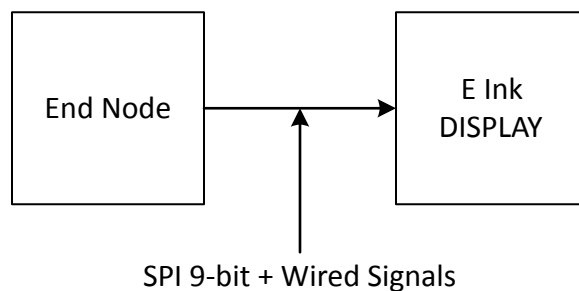 End Node
E Ink
DISPLAY
SPI 9-bit + Wired Signals